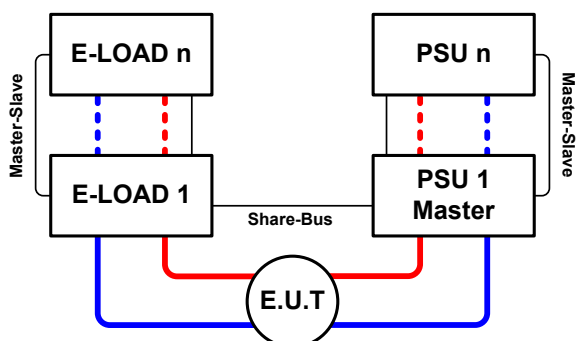 E-LOAD n
PSU n
Master-Slave
Master-Slave
E-LOAD 1
PSU 1
Master
Share-Bus
E.U.T